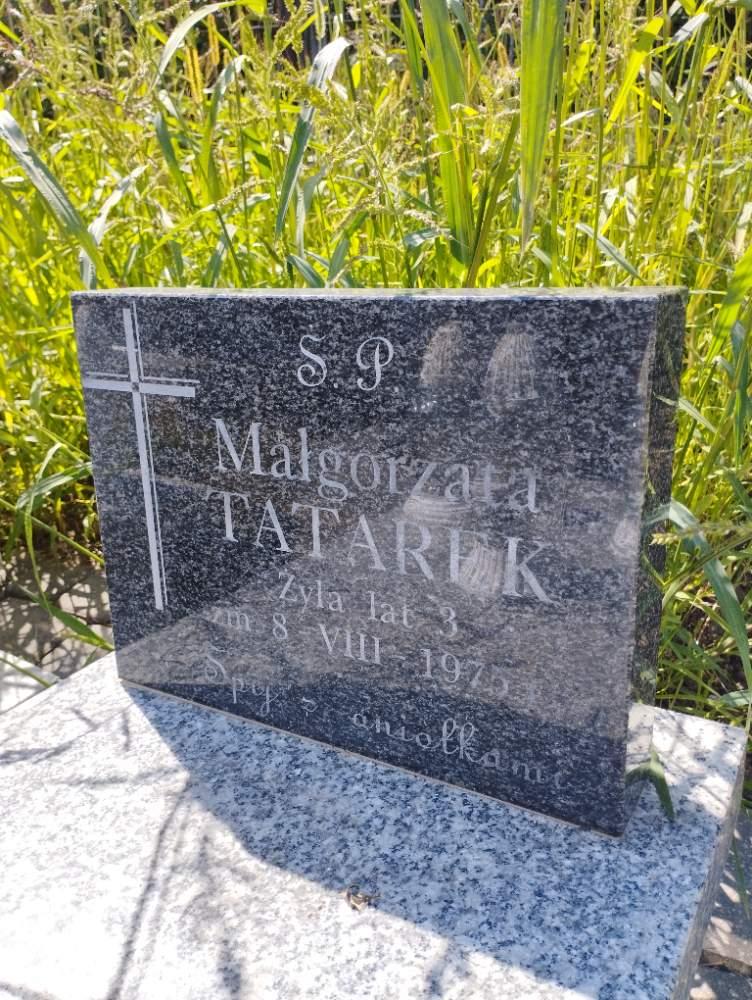 Ś. P.
Małgorzata
TATAREK
Żyła lat 3
zm. 8 - VIII - 1975 r.
Śpij z aniołkami